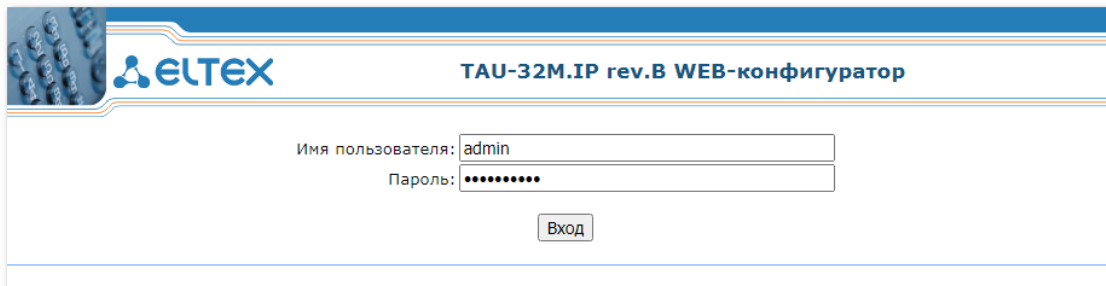 ELTEX
TAU-32M.IP rev.B WEB-конфигуратор
Имя пользователя: admin
Пароль: ••••••••••
Вход